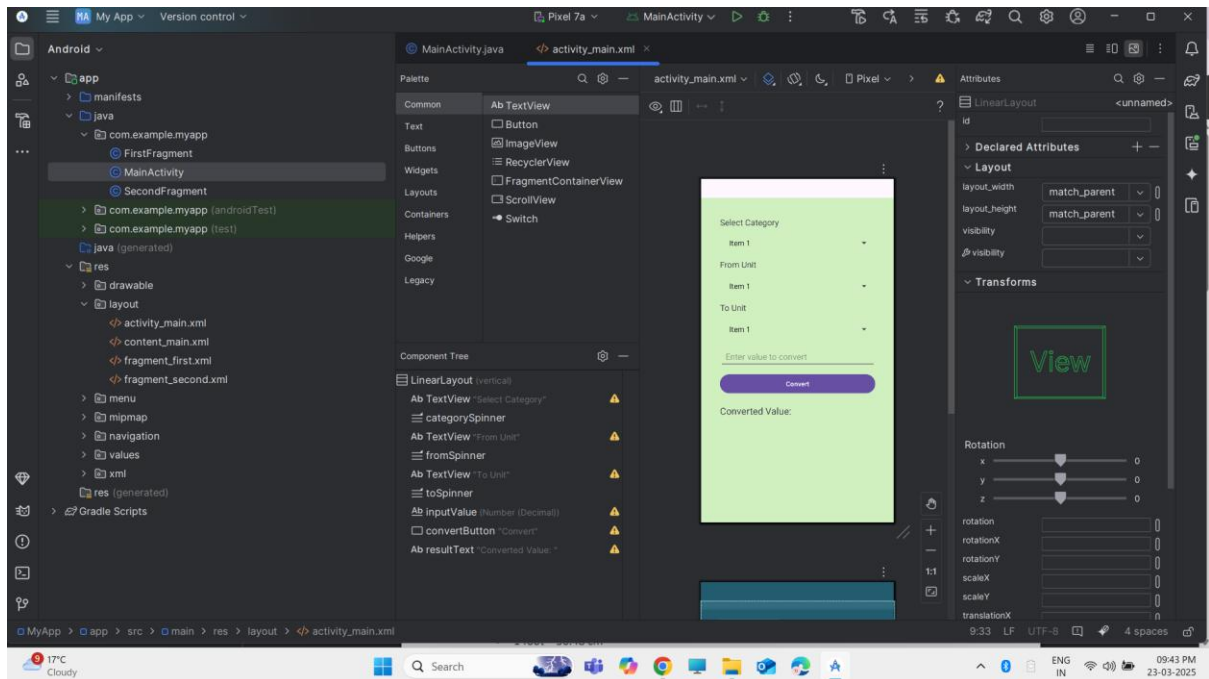 MA My App Version control Pixel 7a MainActivity
Android
MainActivity.java activity_main.xml
app
manifests
java
com.example.myapp
FirstFragment
MainActivity
SecondFragment
com.example.myapp (androidTest)
com.example.myapp (test)
java (generated)
res
drawable
layout
activity_main.xml
content_main.xml
fragment_first.xml
fragment_second.xml
menu
mipmap
navigation
values
xml
res (generated)
Gradle Scripts
Palette
Common
Text
Buttons
Widgets
Layouts
Containers
Helpers
Google
Legacy
Ab TextView
Button
ImageView
RecyclerView
FragmentContainerView
ScrollView
Switch
Component Tree
LinearLayout (vertical)
Ab TextView "Select Category"
categorySpinner
Ab TextView "From Unit"
fromSpinner
Ab TextView "To Unit"
toSpinner
Ab inputValue (Number (Decimal))
convertButton "Convert"
Ab resultText "Converted Value: "
activity_main.xml Pixel
?
Select Category
Item 1
From Unit
Item 1
To Unit
Item 1
Enter value to convert
Convert
Converted Value:
1:1
Attributes
LinearLayout <unnamed>
id
Declared Attributes
Layout
layout_width match_parent
layout_height match_parent
visibility
visibility
Transforms
View
Rotation
x 0
y 0
z 0
rotation
rotationX
rotationY
scaleX
scaleY
translationX
MyApp > app > src > main > res > layout > activity_main.xml
9:33 LF UTF-8 4 spaces
9 17°C
Cloudy
Search
ENG
IN
09:43 PM
23-03-2025